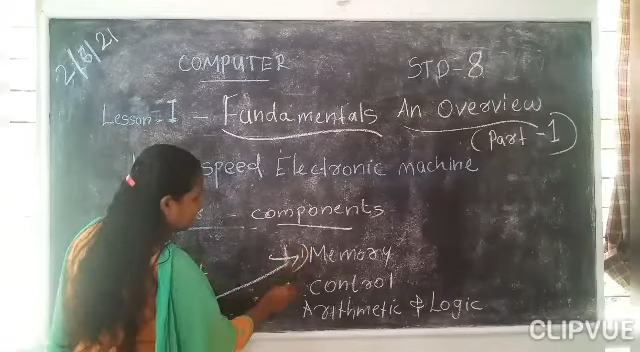 2/8/21
COMPUTER STD-8
Lesson-I - Fundamentals An Overview
(Part-I)
speed Electronic machine
- components
1) Memory
control
Arithmetic & Logic
CLIPVUE